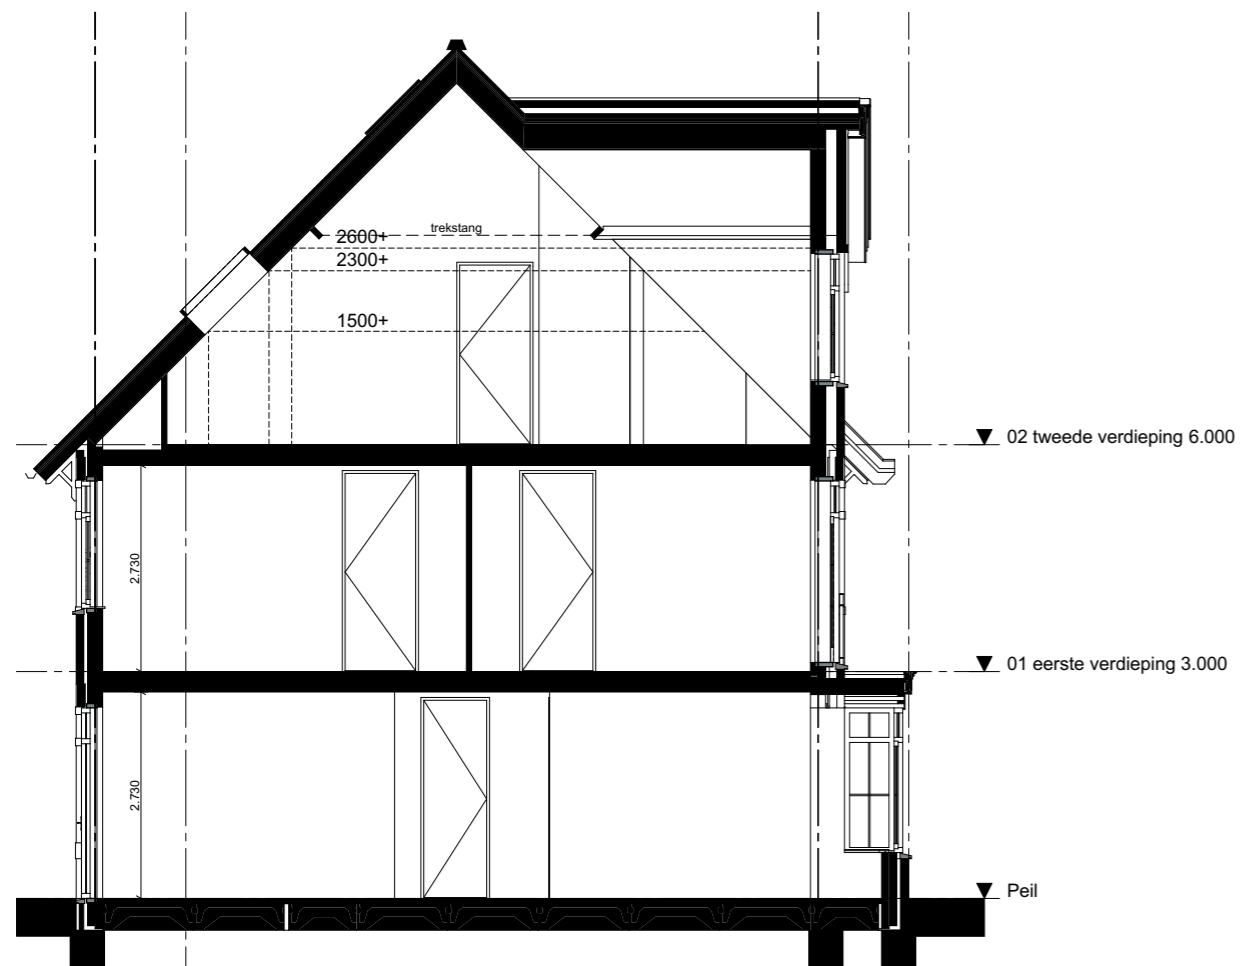 trekstang
2600+
2300+
1500+
02 tweede verdieping 6.000
2.730
01 eerste verdieping 3.000
2.730
Peil